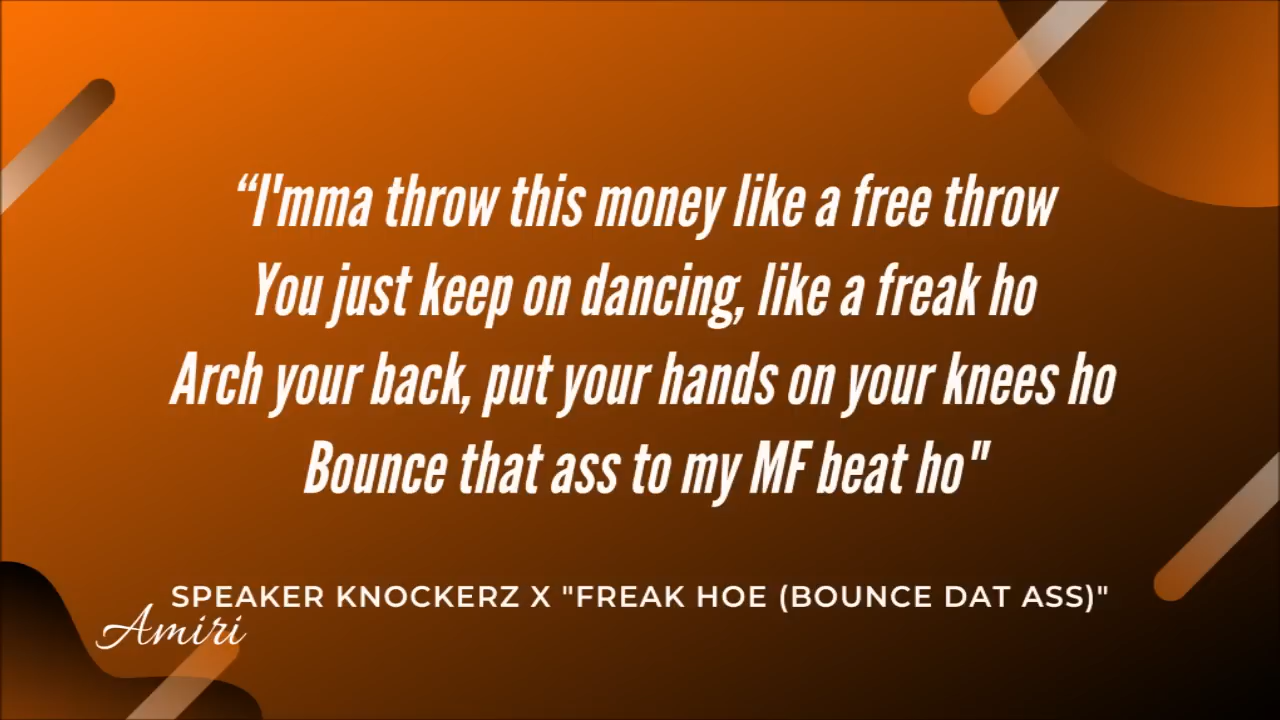 “I'mma throw this money like a free throw
You just keep on dancing, like a freak ho
Arch your back, put your hands on your knees ho
Bounce that ass to my MF beat ho"
SPEAKER KNOCKERZ X "FREAK HOE (BOUNCE DAT ASS)"
Amiri